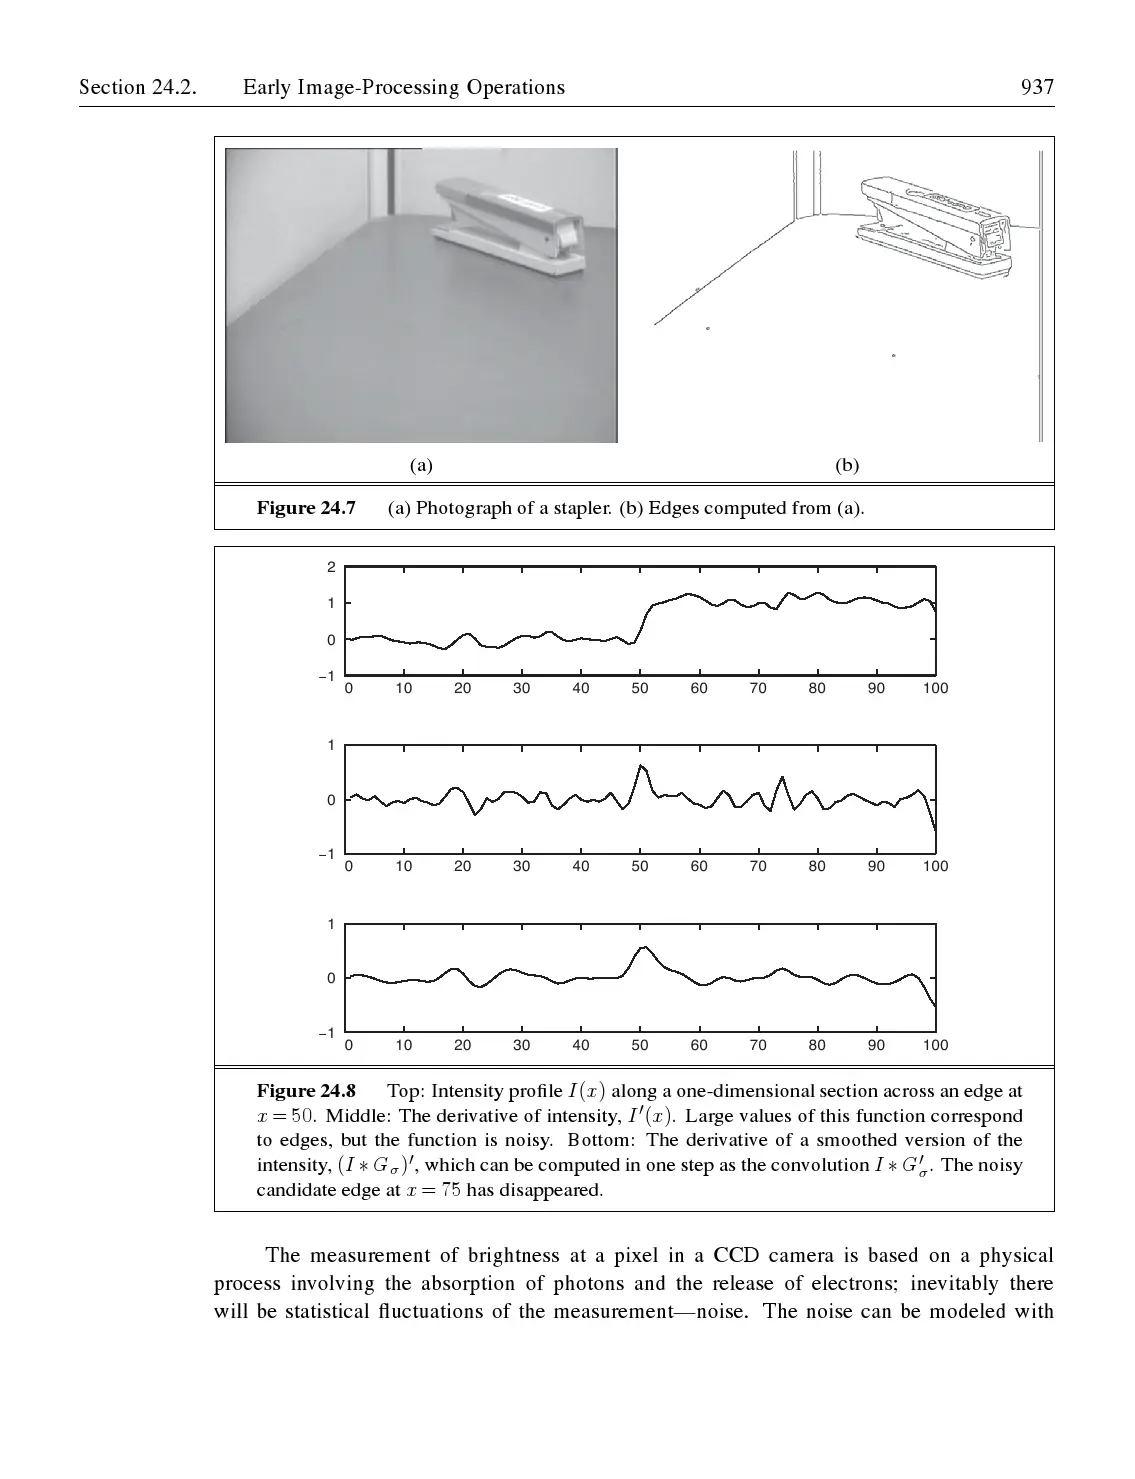 Section 24.2. Early Image-Processing Operations 937
(a) (b)
Figure 24.7 (a) Photograph of a stapler. (b) Edges computed from (a).
2
1
0
−1
0 10 20 30 40 50 60 70 80 90 100
1
0
−1
0 10 20 30 40 50 60 70 80 90 100
1
0
−1
0 10 20 30 40 50 60 70 80 90 100
Figure 24.8 Top: Intensity profile I(x) along a one-dimensional section across an edge at
x = 50. Middle: The derivative of intensity, I′(x). Large values of this function correspond
to edges, but the function is noisy. Bottom: The derivative of a smoothed version of the
intensity, (I ∗ Gσ)′, which can be computed in one step as the convolution I ∗ G′σ. The noisy
candidate edge at x = 75 has disappeared.
The measurement of brightness at a pixel in a CCD camera is based on a physical
process involving the absorption of photons and the release of electrons; inevitably there
will be statistical fluctuations of the measurement—noise. The noise can be modeled with